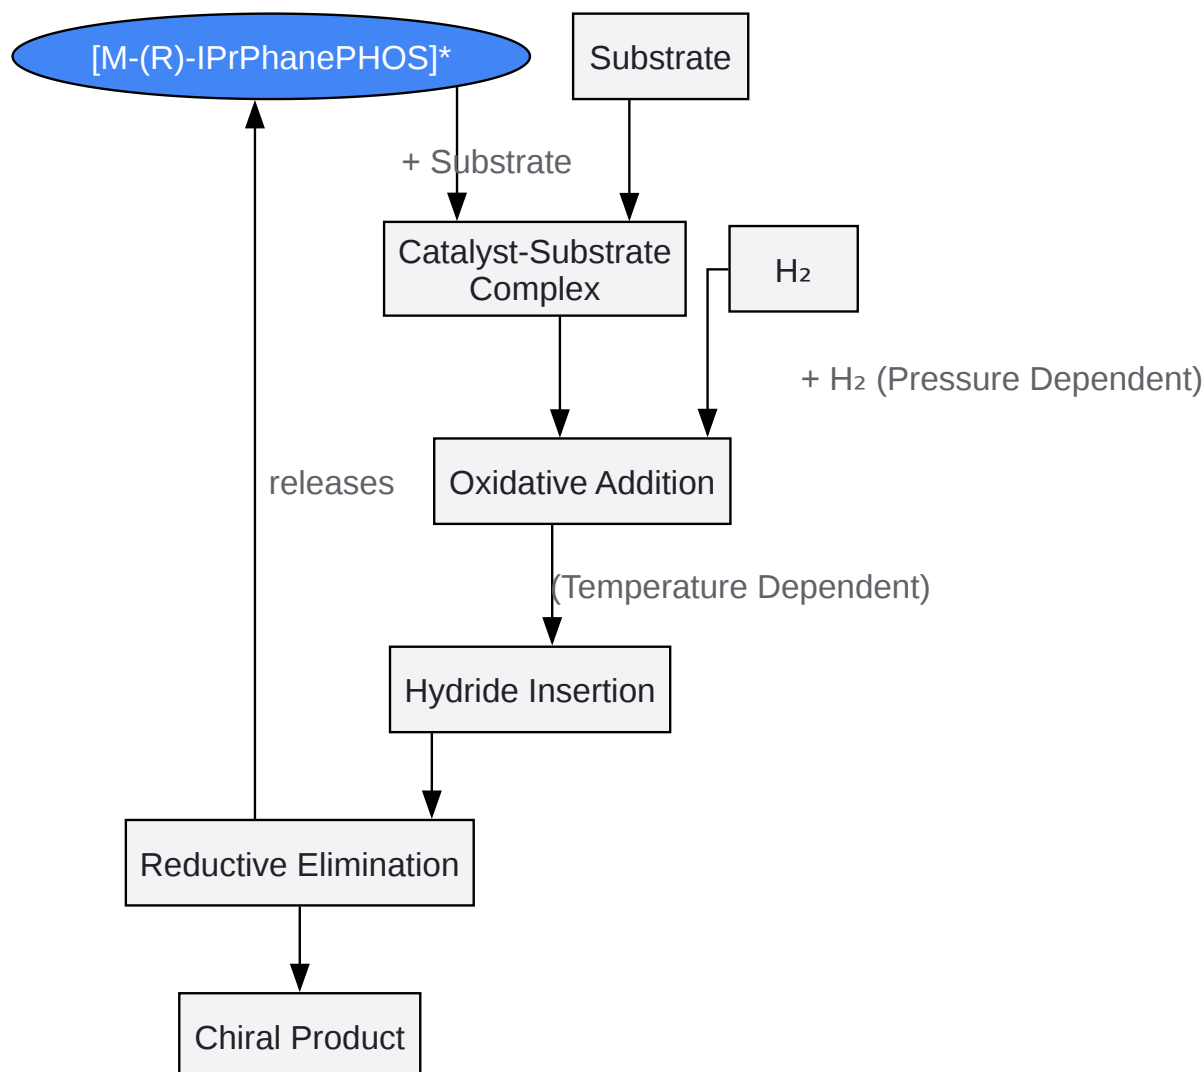 [M-(R)-IPrPhanePHOS]*
Substrate
+ Substrate
Catalyst-Substrate
Complex
H₂
+ H₂ (Pressure Dependent)
Oxidative Addition
releases
(Temperature Dependent)
Hydride Insertion
Reductive Elimination
Chiral Product